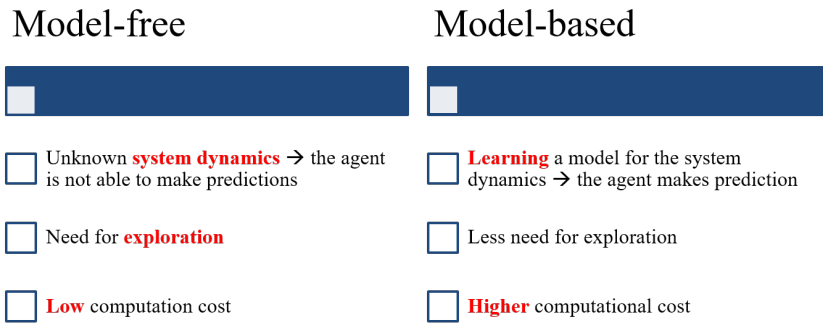 Model-free
Unknown system dynamics → the agent
is not able to make predictions
Need for exploration
Low computation cost
Model-based
Learning a model for the system
dynamics → the agent makes prediction
Less need for exploration
Higher computational cost